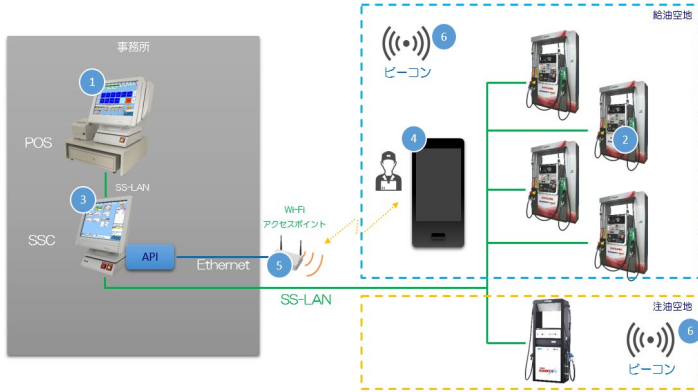 給油空地
事務所
6
ビーコン
1
POS
4
2
SS-LAN
3
Wi-Fi
アクセスポイント
SSC
API
Ethernet
5
SS-LAN
注油空地
6
ビーコン